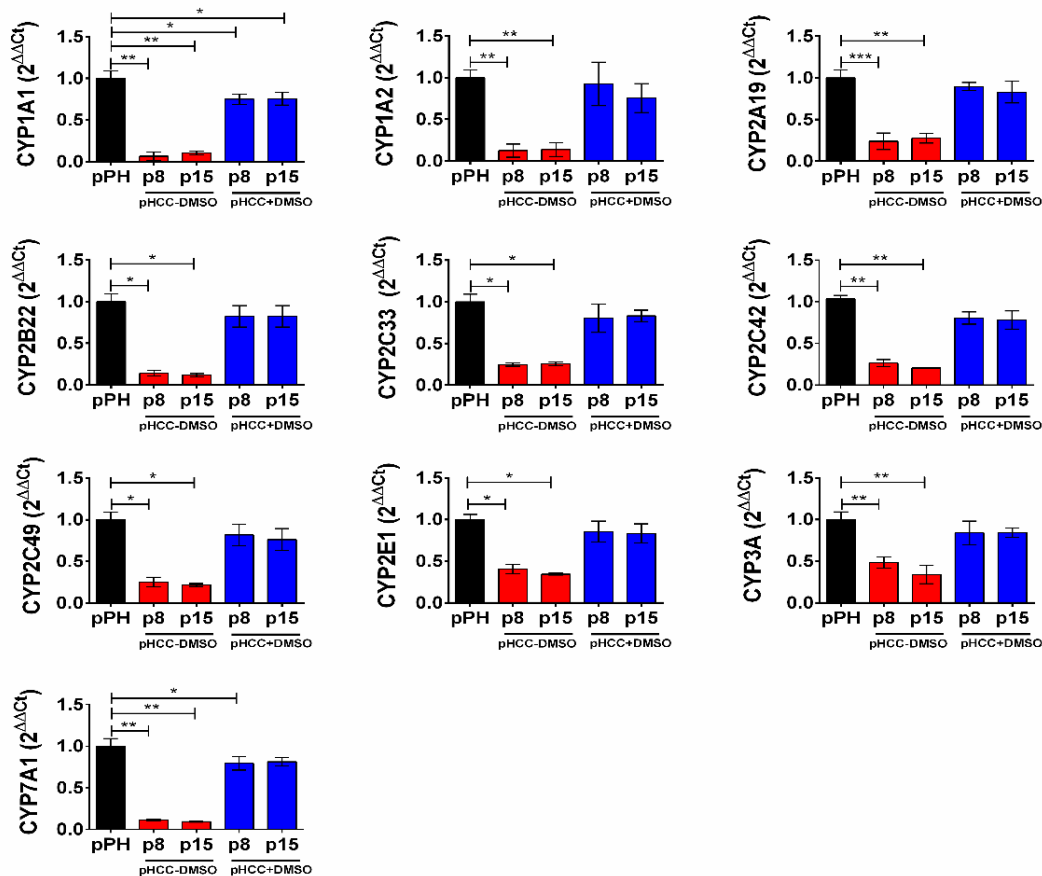 CYP1A1 (2^ΔΔCt)
1.5
1.0
0.5
0.0
*
*
**
**
pPH p8 p15 p8 p15
pHCC-DMSO pHCC+DMSO
CYP1A2 (2^ΔΔCt)
1.5
1.0
0.5
0.0
**
**
pPH p8 p15 p8 p15
pHCC-DMSO pHCC+DMSO
CYP2A19 (2^ΔΔCt)
1.5
1.0
0.5
0.0
**
***
pPH p8 p15 p8 p15
pHCC-DMSO pHCC+DMSO
CYP2B22 (2^ΔΔCt)
1.5
1.0
0.5
0.0
*
*
pPH p8 p15 p8 p15
pHCC-DMSO pHCC+DMSO
CYP2C33 (2^ΔΔCt)
1.5
1.0
0.5
0.0
*
*
pPH p8 p15 p8 p15
pHCC-DMSO pHCC+DMSO
CYP2C42 (2^ΔΔCt)
1.5
1.0
0.5
0.0
**
**
pPH p8 p15 p8 p15
pHCC-DMSO pHCC+DMSO
CYP2C49 (2^ΔΔCt)
1.5
1.0
0.5
0.0
*
*
pPH p8 p15 p8 p15
pHCC-DMSO pHCC+DMSO
CYP2E1 (2^ΔΔCt)
1.5
1.0
0.5
0.0
*
*
pPH p8 p15 p8 p15
pHCC-DMSO pHCC+DMSO
CYP3A (2^ΔΔCt)
1.5
1.0
0.5
0.0
**
**
pPH p8 p15 p8 p15
pHCC-DMSO pHCC+DMSO
CYP7A1 (2^ΔΔCt)
1.5
1.0
0.5
0.0
*
**
**
pPH p8 p15 p8 p15
pHCC-DMSO pHCC+DMSO